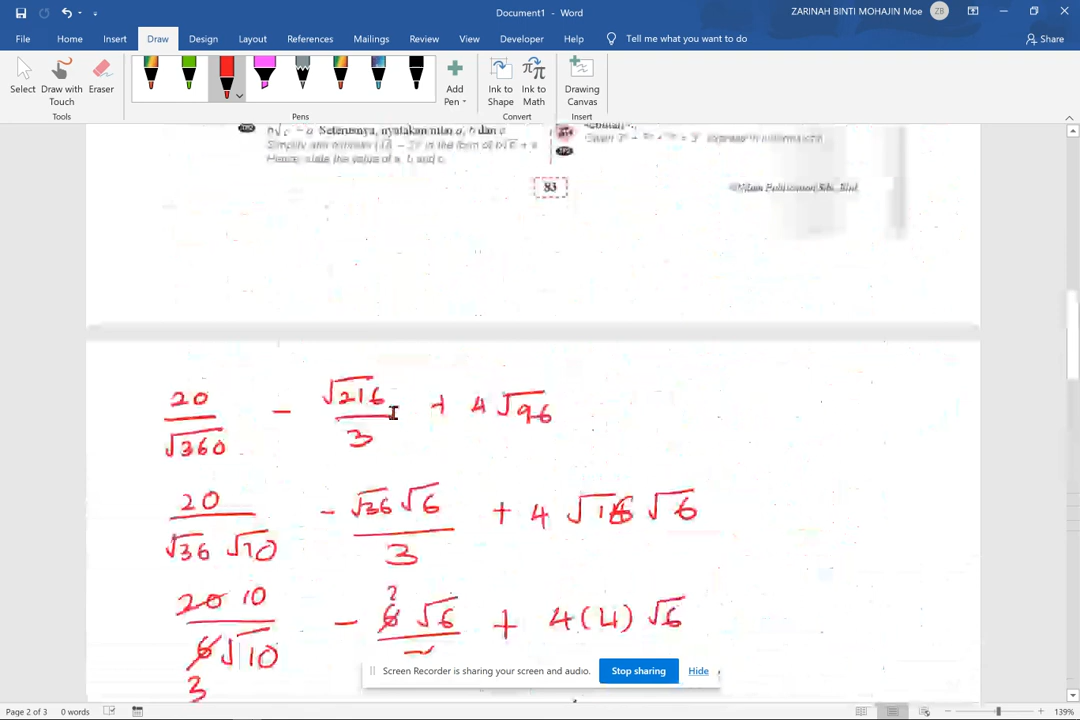 Document1 - Word
ZARINAH BINTI MOHAJIN Moe
ZB
File Home Insert Draw Design Layout References Mailings Review View Developer Help Tell me what you want to do
Share
Select Draw with Touch Eraser
Add Pen
Ink to Shape Ink to Math
Drawing Canvas
Tools Pens Convert Insert
Seterusnya, nyatakan nilai a, b dan c
Hence, state the value of a, b and c.
83
20/√360 - √216/3 + 4√96
20/√36 √10 - √36 √6/3 + 4 √16 √6
20 10/6√10 3 - 6 2 √6 + 4(4) √6
Screen Recorder is sharing your screen and audio. Stop sharing Hide
Page 2 of 3 0 words 139%